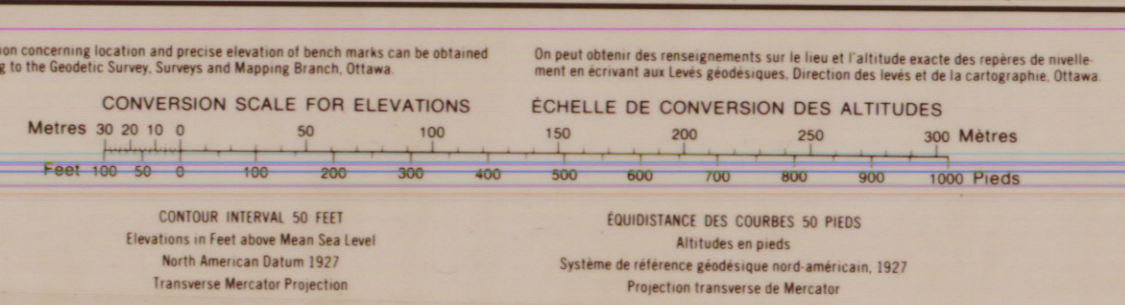 concerning location and precise elevation of bench marks can be obtained
to the Geodetic Survey, Surveys and Mapping Branch, Ottawa.
On peut obtenir des renseignements sur le lieu et l'altitude exacte des repères de nivelle-
ment en écrivant aux Levés géodésiques, Direction des levés et de la cartographie, Ottawa.
CONVERSION SCALE FOR ELEVATIONS
ÉCHELLE DE CONVERSION DES ALTITUDES
Metres 30 20 10 0 50 100 150 200 250 300 Mètres
Feet 100 50 0 100 200 300 400 500 600 700 800 900 1000 Pieds
CONTOUR INTERVAL 50 FEET
Elevations in Feet above Mean Sea Level
North American Datum 1927
Transverse Mercator Projection
ÉQUIDISTANCE DES COURBES 50 PIEDS
Altitudes en pieds
Système de référence géodésique nord-américain, 1927
Projection transverse de Mercator